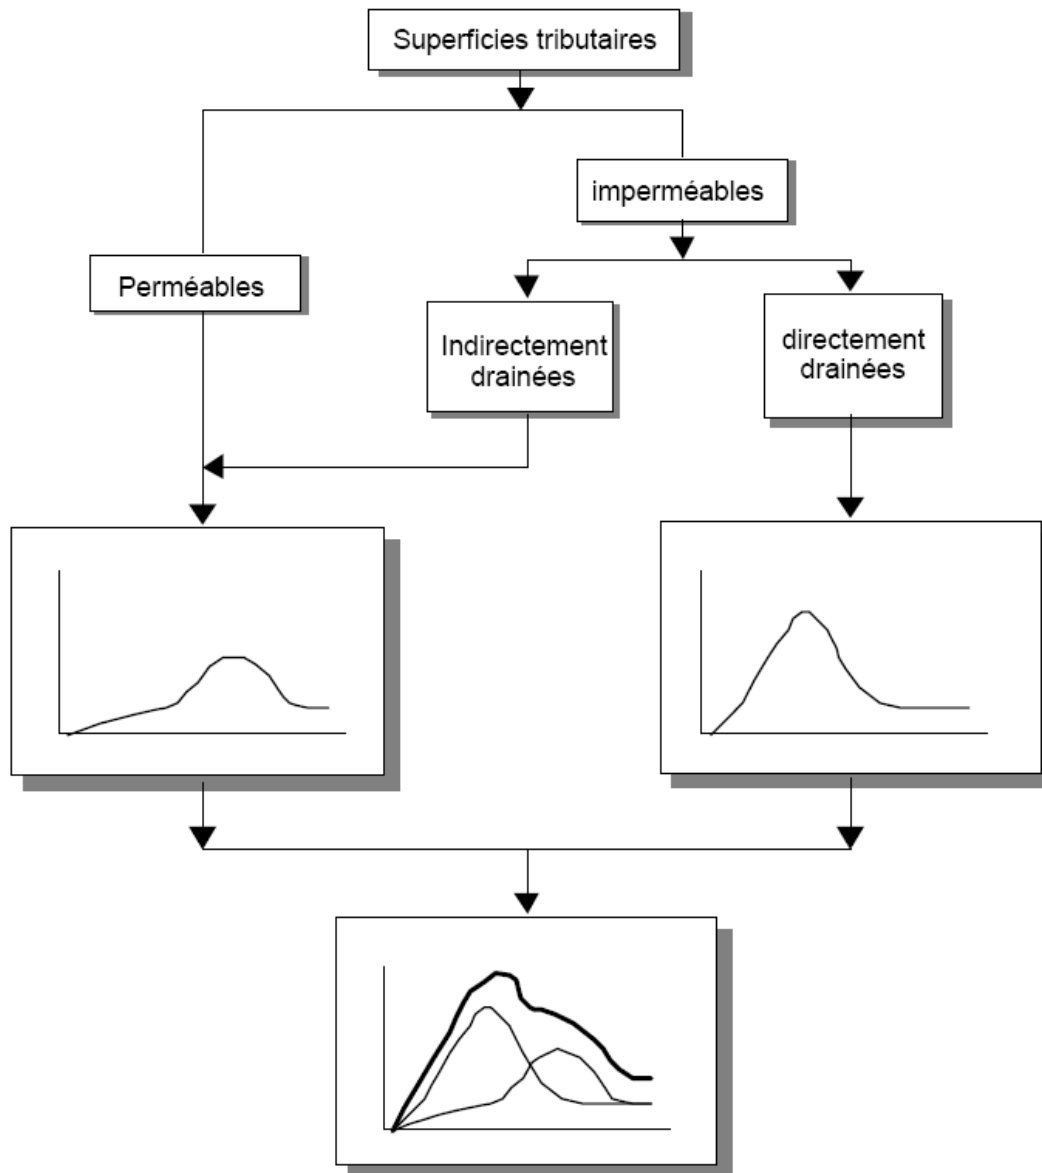 Superficies tributaires
imperméables
Perméables
Indirectement
drainées
directement
drainées